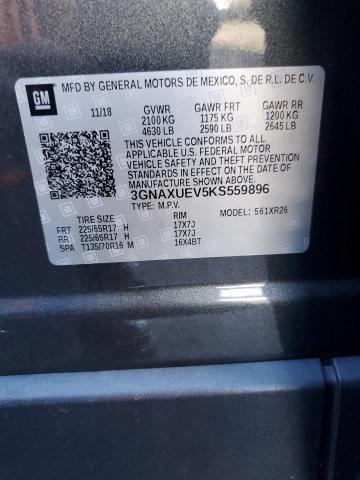 GM
MFD BY GENERAL MOTORS DE MEXICO, S. DE R.L. DE C.V.
11/18 GVWR GAWR FRT GAWR RR
2100 KG 1175 KG 1200 KG
4630 LB 2590 LB 2645 LB
THIS VEHICLE CONFORMS TO ALL
APPLICABLE U.S. FEDERAL MOTOR
VEHICLE SAFETY, BUMPER, AND
THEFT PREVENTION STANDARDS
IN EFFECT ON THE DATE OF
MANUFACTURE SHOWN ABOVE.
3GNAXUEV5KS559896
TYPE: M.P.V. MODEL: 561XR26
RIM
FRT 225/65R17 H 17X7J
RR 225/65R17 H 17X7J
SPA T135/70R16 M 16X4BT